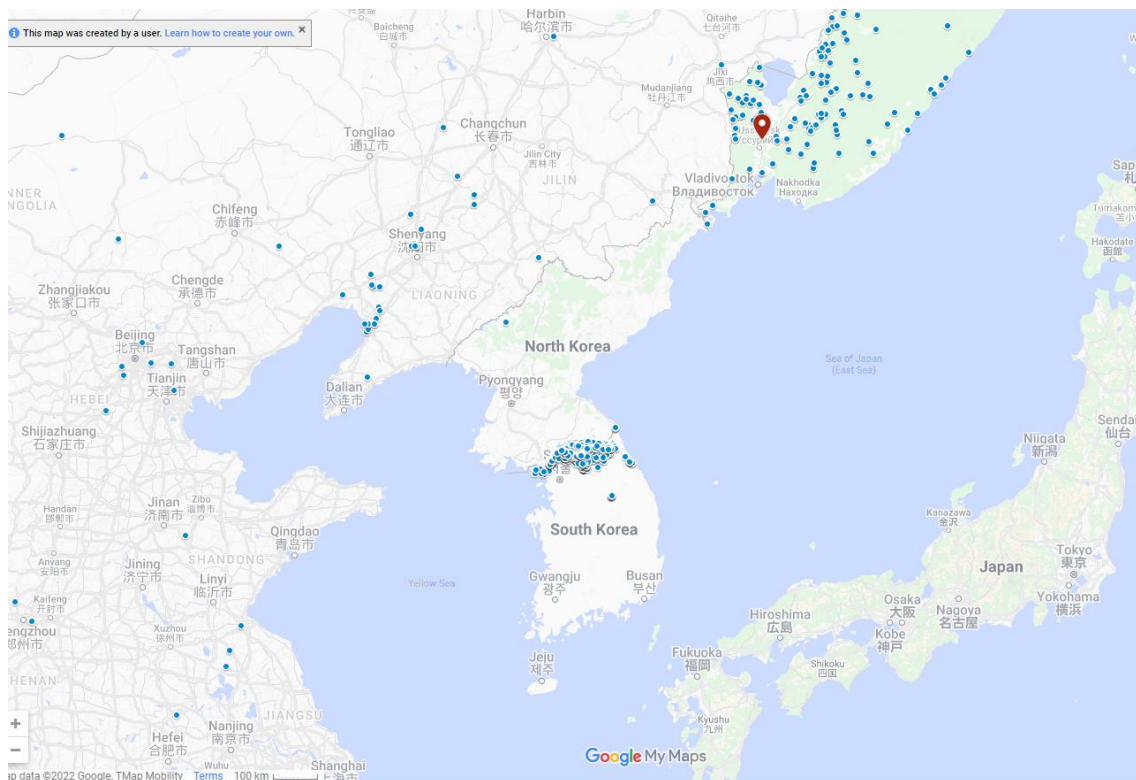 This map was created by a user. Learn how to create your own.
Baicheng
白城市
Harbin
哈尔滨市
Qitaihe
七台河市
Jixi
鸡西市
Mudanjiang
牡丹江市
Changchun
长春市
Tongliao
通辽市
Jilin City
吉林市
JILIN
Vladivostok
Владивосток
Nakhodka
Находка
Chifeng
赤峰市
Shenyang
Tomakom
Hakodate
函館
Chengde
承德市
Zhangjiakou
张家口市
LIAONING
Beijing
北京市
Tangshan
唐山市
North Korea
Sea of Japan
(East Sea)
Tianjin
天津市
HEBEI
Dalian
大连市
Pyongyang
평양
Sendai
仙台
Shijiazhuang
石家庄市
Niigata
新潟
Handan
邯郸市
Jinan
济南市
Zibo
淄博市
Qingdao
青岛市
SHANDONG
South Korea
Kanazawa
金沢
Tokyo
東京
Japan
Anyang
安阳市
Jining
济宁市
Linyi
临沂市
Yellow Sea
Gwangju
광주
Busan
부산
Kaifeng
开封市
Xuzhou
徐州市
Hiroshima
広島
Osaka
大阪
Kobe
神戸
Nagoya
名古屋
Yokohama
横浜
Jeju
제주
Fukuoka
福岡
Shikoku
四国
JIANGSU
Nanjing
南京市
Hefei
合肥市
Kyushu
九州
Wuhu
Shanghai
Google My Maps
data ©2022 Google, TMap Mobility Terms 100 km